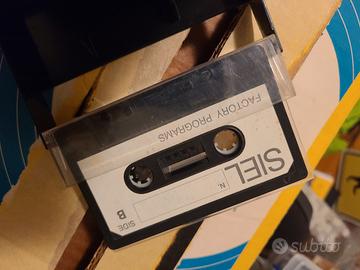 FACTORY PROGRAMS
SIEL
N.
SIDE
B
subito